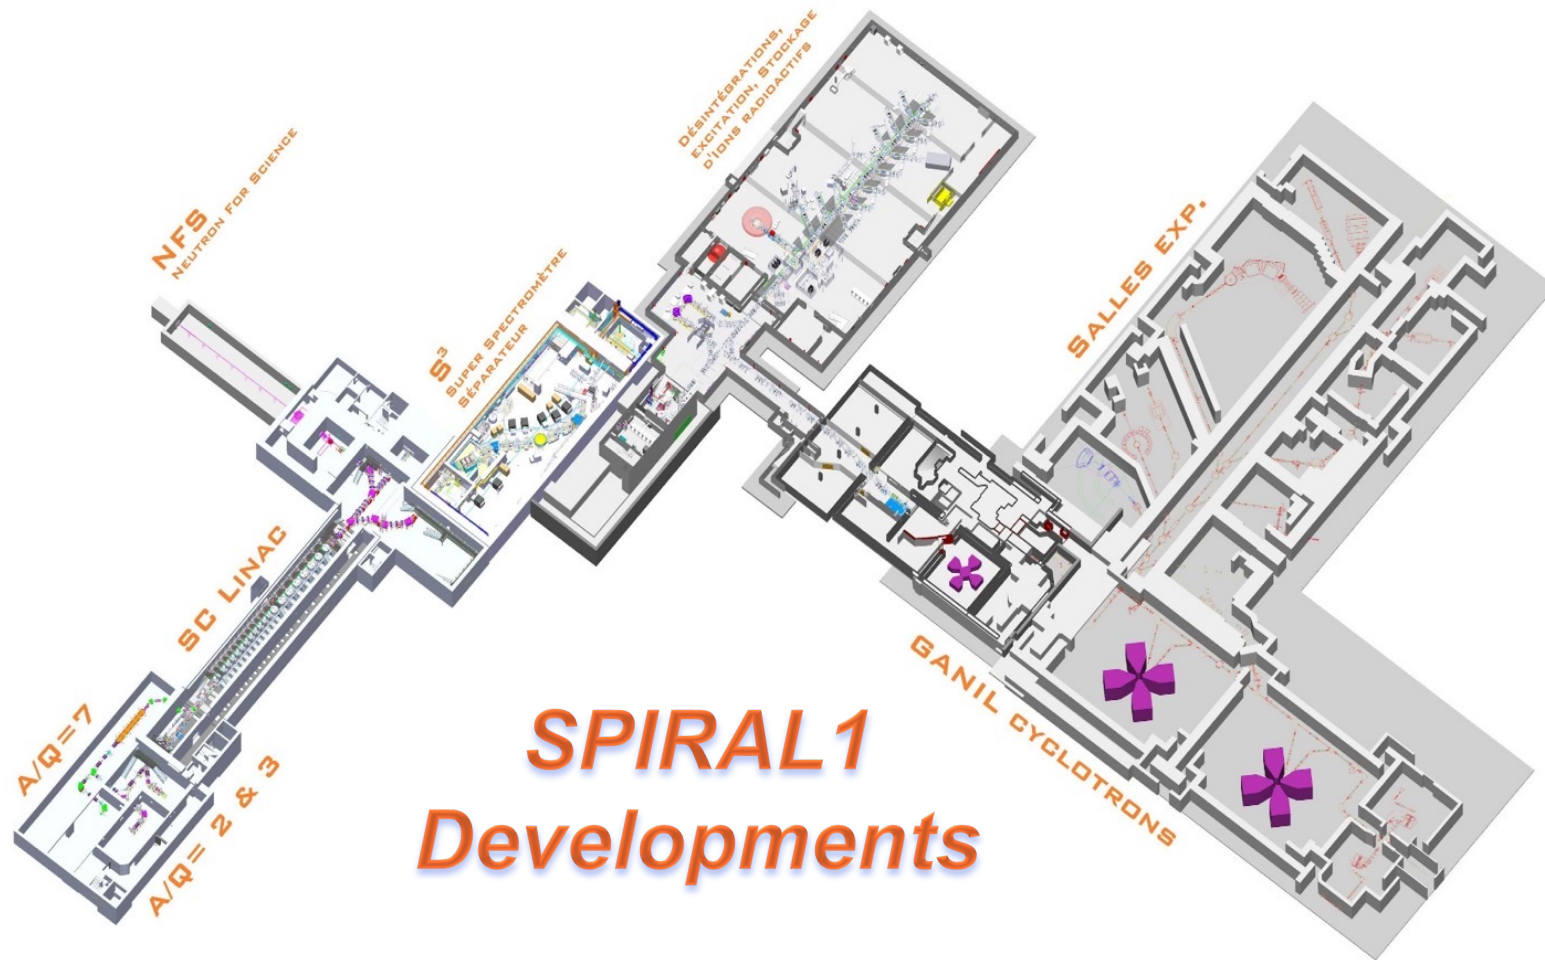 DÉSINTÉGRATIONS,
EXCITATION, STOCKAGE
D'IONS RADIOACTIFS
NFS
NEUTRON FOR SCIENCE
S³
SUPER SPECTROMÈTRE
SÉPARATEUR
SALLES EXP.
SC LINAC
A/Q=7
A/Q= 2 & 3
GANIL CYCLOTRONS
SPIRAL1
Developments